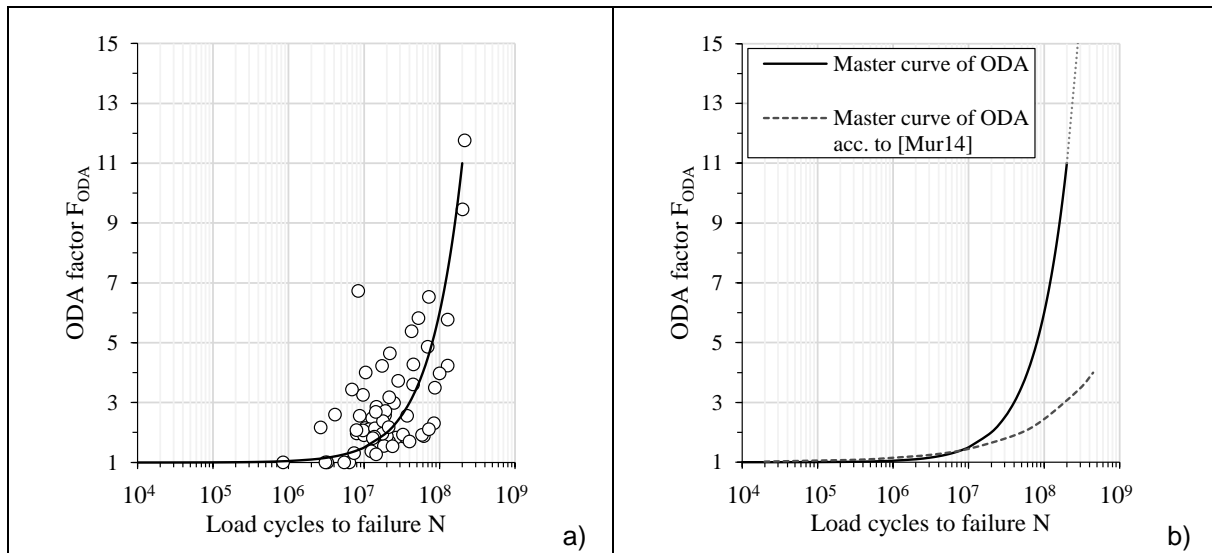 15
13
11
9
7
5
3
1
ODA factor F_ODA
10^4 10^5 10^6 10^7 10^8 10^9
Load cycles to failure N
a)
15
13
11
9
7
5
3
1
ODA factor F_ODA
Master curve of ODA
Master curve of ODA
acc. to [Mur14]
10^4 10^5 10^6 10^7 10^8 10^9
Load cycles to failure N
b)